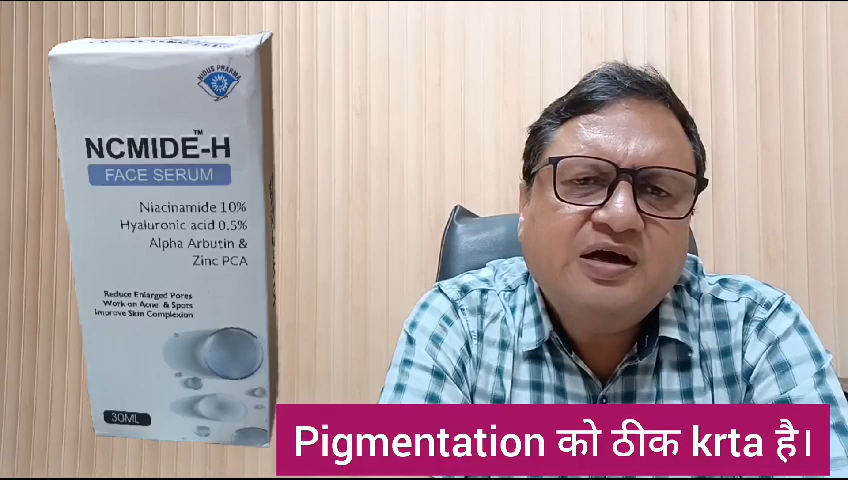 NIDUS PHARMA
NCMIDE-H™
FACE SERUM
Niacinamide 10%
Hyaluronic acid 0.5%
Alpha Arbutin &
Zinc PCA
Reduce Enlarged Pores
Work on Acne & Spots
Improve Skin Complexion
30ML
Pigmentation को ठीक krta है।